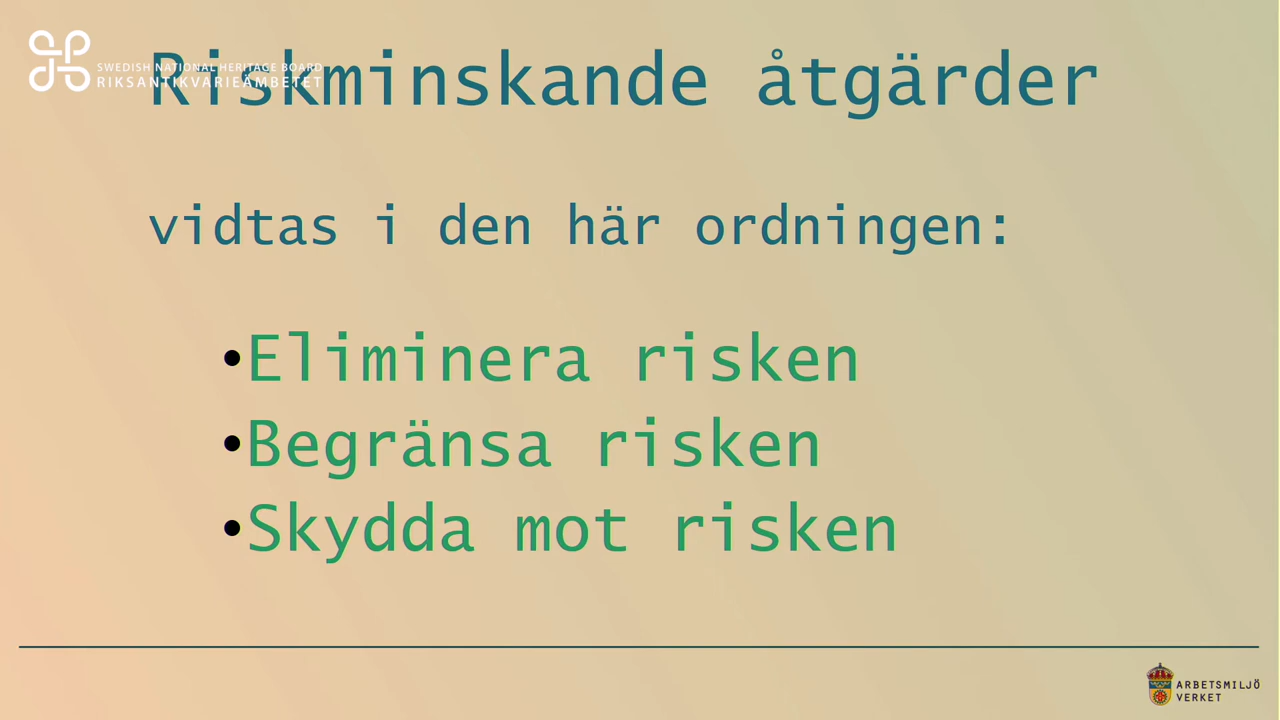 SWEDISH NATIONAL HERITAGE BOARD
RIKSANTIKVARIEÄMBETET
Riskminskande åtgärder
vidtas i den här ordningen:
•Eliminera risken
•Begränsa risken
•Skydda mot risken
ARBETSMILJÖ
VERKET